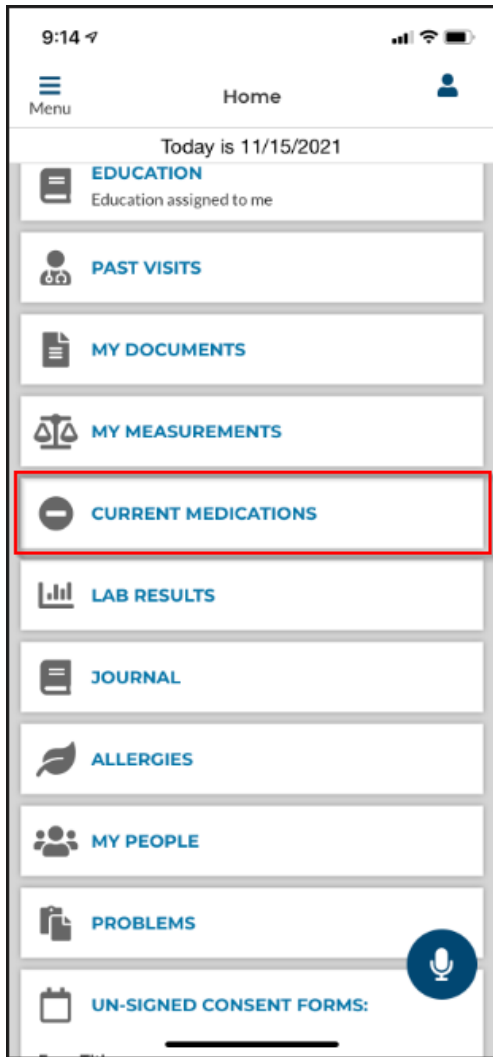 9:14
Menu
Home
Today is 11/15/2021
EDUCATION
Education assigned to me
PAST VISITS
MY DOCUMENTS
MY MEASUREMENTS
CURRENT MEDICATIONS
LAB RESULTS
JOURNAL
ALLERGIES
MY PEOPLE
PROBLEMS
UN-SIGNED CONSENT FORMS: